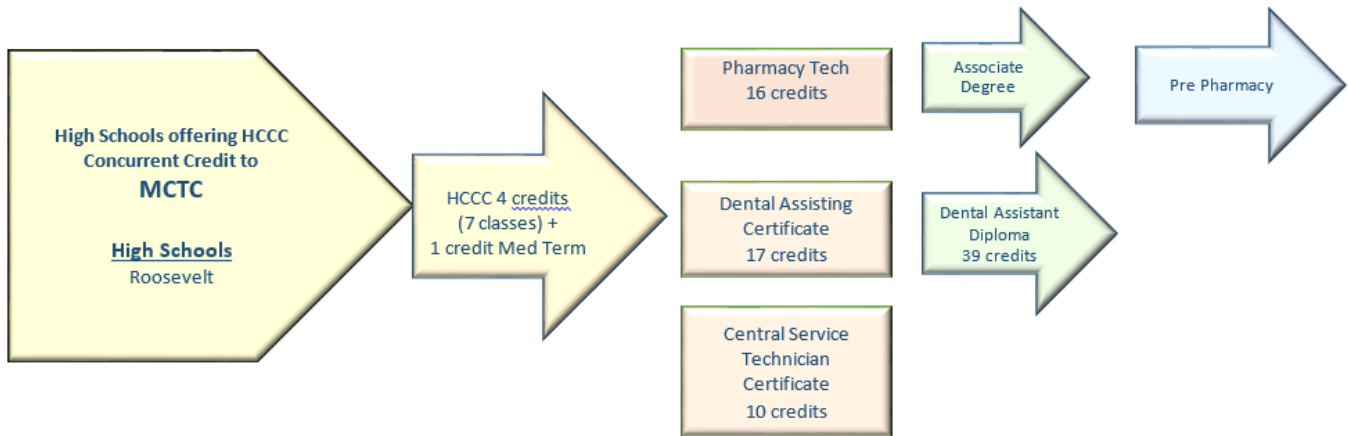 High Schools offering HCCC
Concurrent Credit to
MCTC
High Schools
Roosevelt
HCCC 4 credits
(7 classes) +
1 credit Med Term
Pharmacy Tech
16 credits
Associate
Degree
Pre Pharmacy
Dental Assisting
Certificate
17 credits
Dental Assistant
Diploma
39 credits
Central Service
Technician
Certificate
10 credits